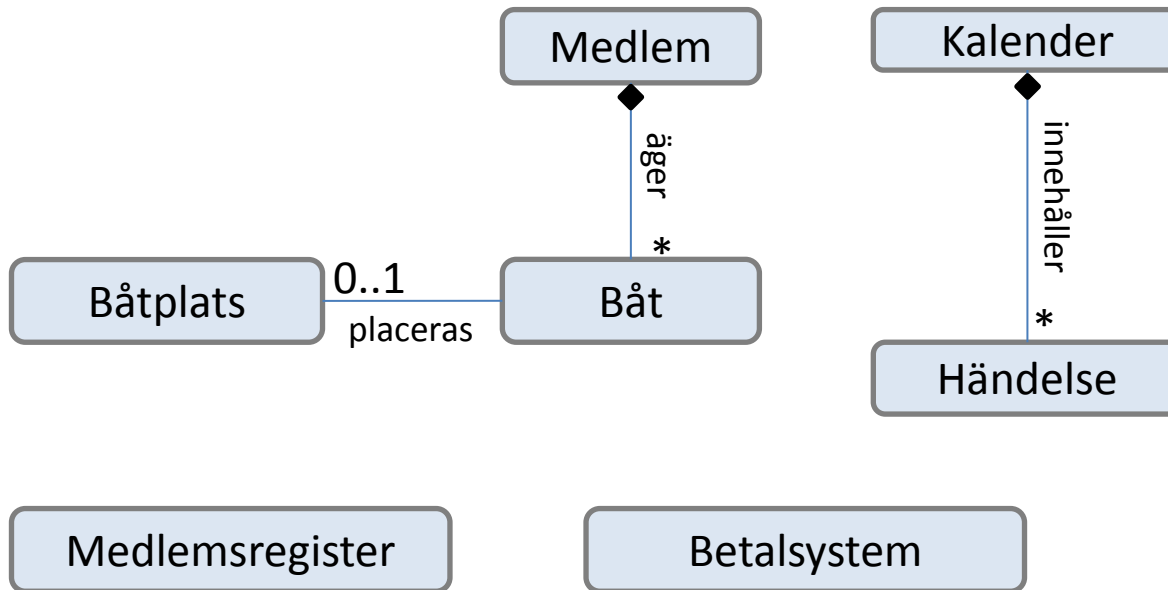 Medlem
Kalender
äger
innehåller
*
Båtplats
0..1
placeras
Båt
*
Händelse
Medlemsregister
Betalsystem